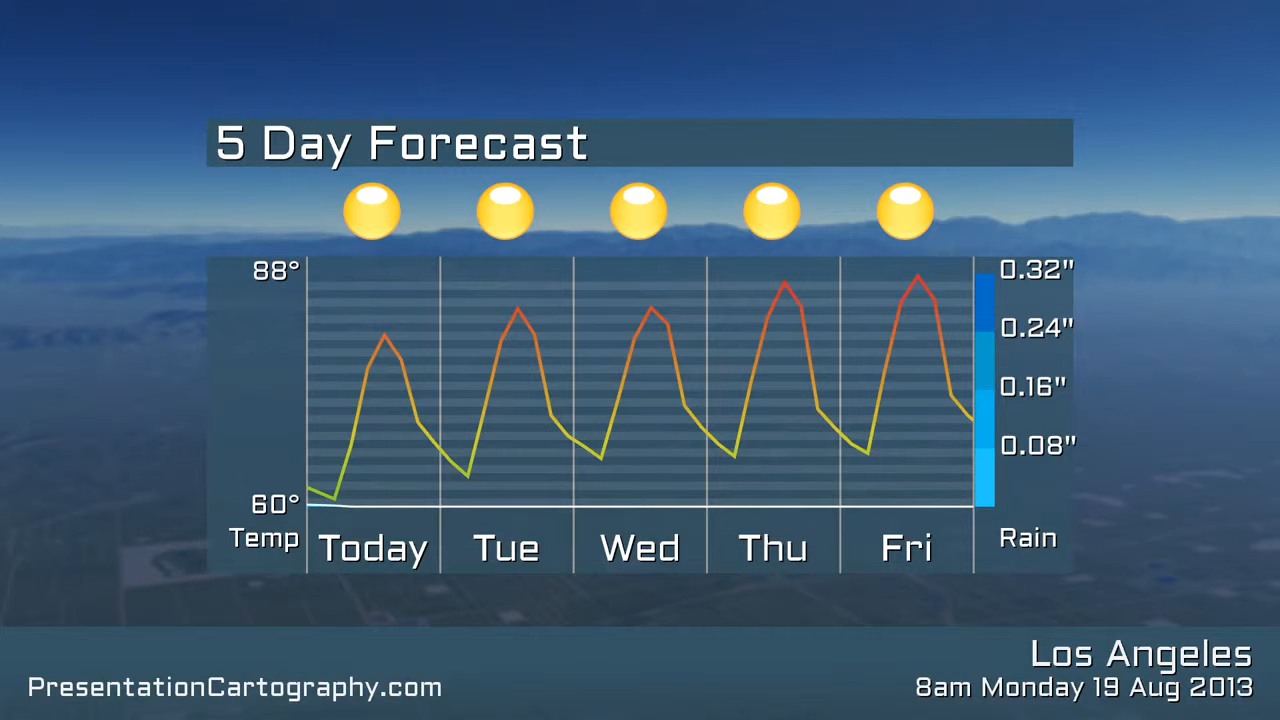 5 Day Forecast
88°
0.32"
0.24"
0.16"
0.08"
60°
Temp
Today
Tue
Wed
Thu
Fri
Rain
Los Angeles
PresentationCartography.com
8am Monday 19 Aug 2013